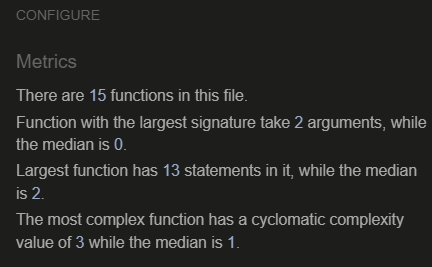 CONFIGURE
Metrics
There are 15 functions in this file.
Function with the largest signature take 2 arguments, while
the median is 0.
Largest function has 13 statements in it, while the median
is 2.
The most complex function has a cyclomatic complexity
value of 3 while the median is 1.